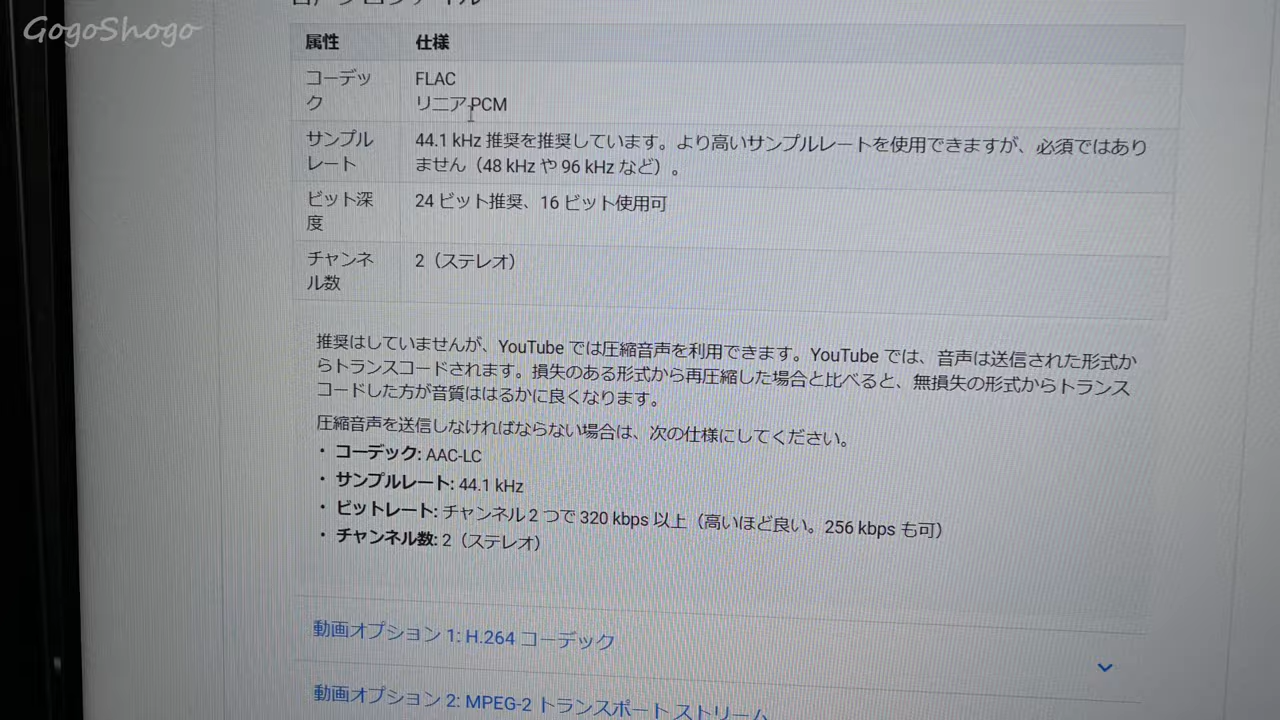 GogoShogo
属性 仕様
コーデッ
ク
FLAC
リニア PCM
サンプル
レート
44.1 kHz 推奨を推奨しています。より高いサンプルレートを使用できますが、必須ではあり
ません（48 kHz や 96 kHz など）。
ビット深
度
24 ビット推奨、16 ビット使用可
チャンネ
ル数
2（ステレオ）
推奨はしていませんが、YouTube では圧縮音声を利用できます。YouTube では、音声は送信された形式か
らトランスコードされます。損失のある形式から再圧縮した場合と比べると、無損失の形式からトランス
コードした方が音質ははるかに良くなります。
圧縮音声を送信しなければならない場合は、次の仕様にしてください。
・ コーデック: AAC-LC
・ サンプルレート: 44.1 kHz
・ ビットレート: チャンネル 2 つで 320 kbps 以上（高いほど良い。256 kbps も可）
・ チャンネル数: 2（ステレオ）
動画オプション 1: H.264 コーデック
動画オプション 2: MPEG-2 トランスポート ストリーム